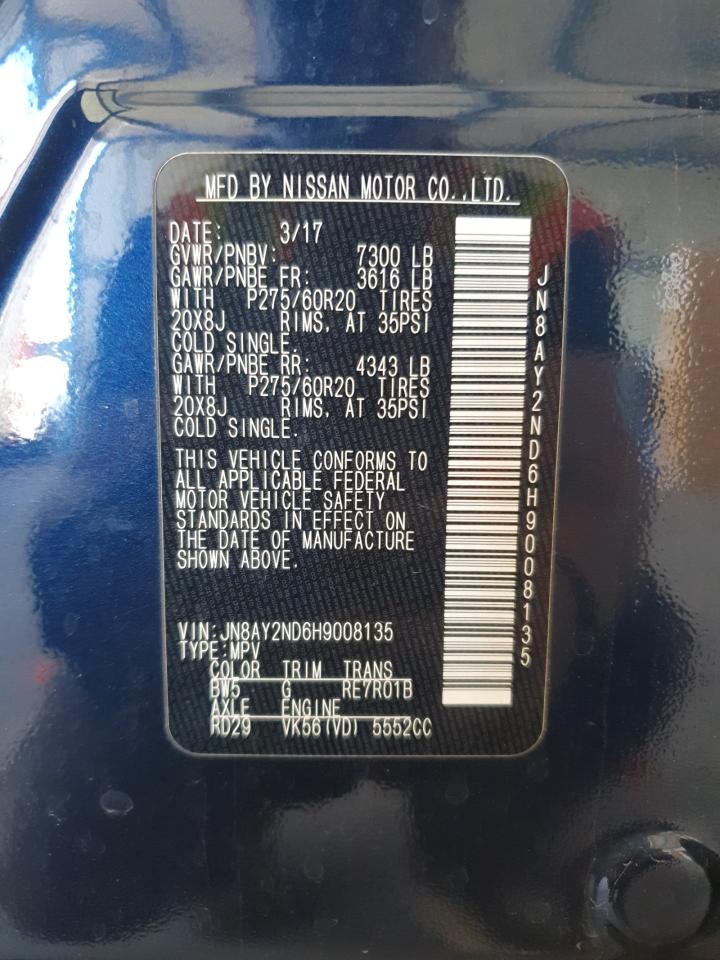 MFD BY NISSAN MOTOR CO.,LTD.
DATE: 3/17
GVWR/PNBV: 7300 LB
GAWR/PNBE FR: 3616 LB
WITH P275/60R20 TIRES
20X8J RIMS, AT 35PSI
COLD SINGLE.
GAWR/PNBE RR: 4343 LB
WITH P275/60R20 TIRES
20X8J RIMS, AT 35PSI
COLD SINGLE.
THIS VEHICLE CONFORMS TO
ALL APPLICABLE FEDERAL
MOTOR VEHICLE SAFETY
STANDARDS IN EFFECT ON
THE DATE OF MANUFACTURE
SHOWN ABOVE.
VIN:JN8AY2ND6H9008135
TYPE:MPV
COLOR TRIM TRANS
BW5 G RE7R01B
AXLE ENGINE
RD29 VK56(VD) 5552CC
JN8AY2ND6H9008135